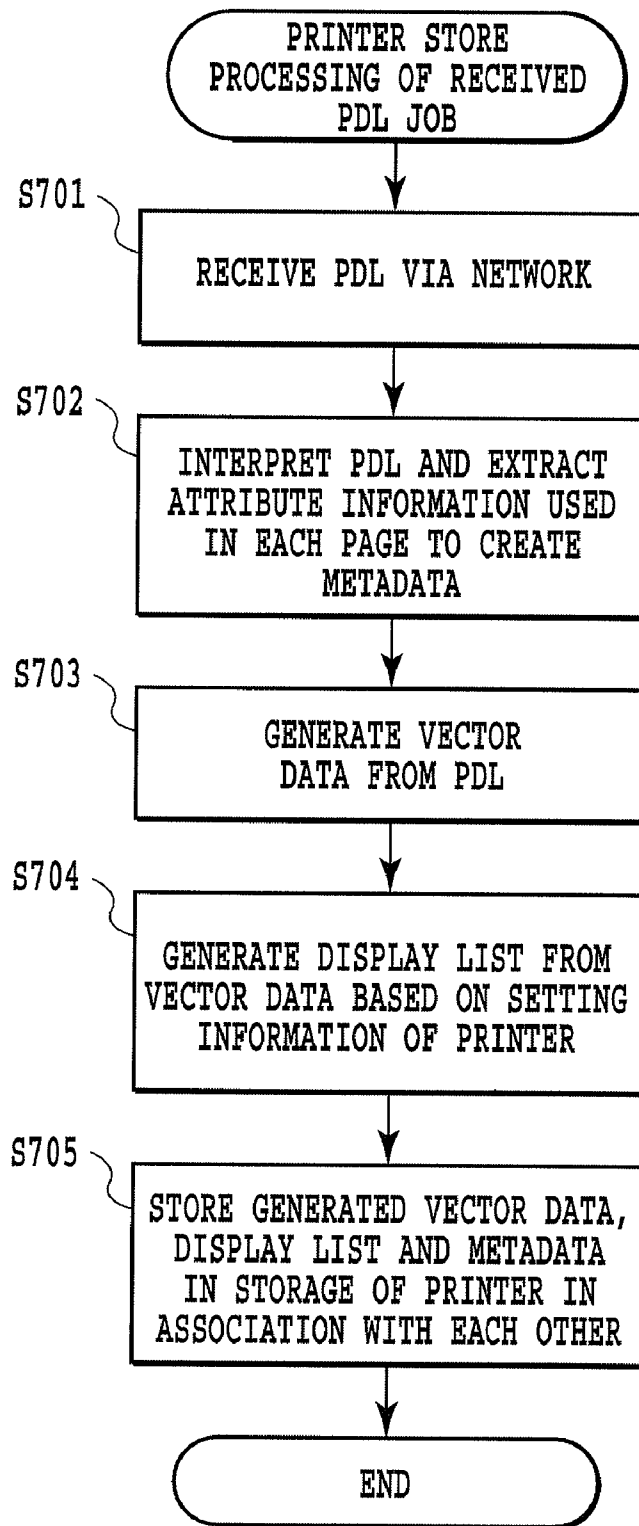 PRINTER STORE
PROCESSING OF RECEIVED
PDL JOB
S701
RECEIVE PDL VIA NETWORK
S702
INTERPRET PDL AND EXTRACT
ATTRIBUTE INFORMATION USED
IN EACH PAGE TO CREATE
METADATA
S703
GENERATE VECTOR
DATA FROM PDL
S704
GENERATE DISPLAY LIST FROM
VECTOR DATA BASED ON SETTING
INFORMATION OF PRINTER
S705
STORE GENERATED VECTOR DATA,
DISPLAY LIST AND METADATA
IN STORAGE OF PRINTER IN
ASSOCIATION WITH EACH OTHER
END